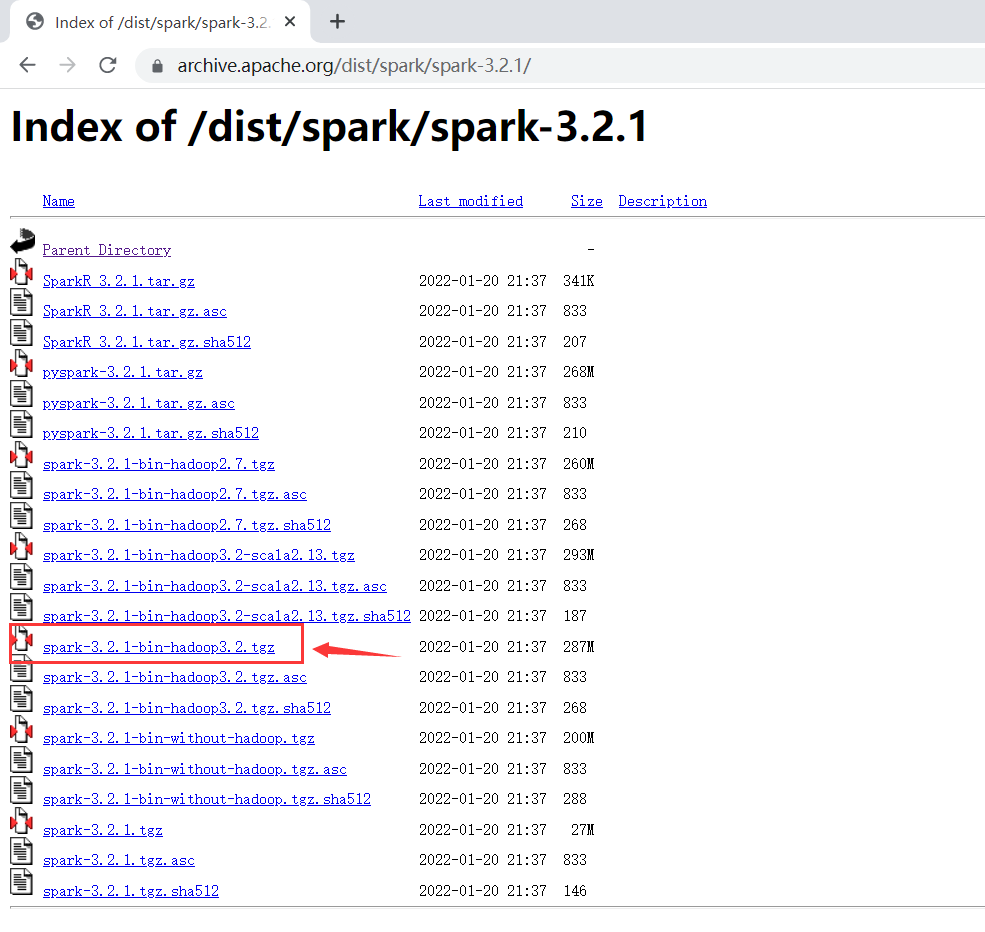 Index of /dist/spark/spark-3.2.
archive.apache.org/dist/spark/spark-3.2.1/
Index of /dist/spark/spark-3.2.1
Name Last modified Size Description
Parent Directory -
SparkR_3.2.1.tar.gz 2022-01-20 21:37 341K
SparkR_3.2.1.tar.gz.asc 2022-01-20 21:37 833
SparkR_3.2.1.tar.gz.sha512 2022-01-20 21:37 207
pyspark-3.2.1.tar.gz 2022-01-20 21:37 268M
pyspark-3.2.1.tar.gz.asc 2022-01-20 21:37 833
pyspark-3.2.1.tar.gz.sha512 2022-01-20 21:37 210
spark-3.2.1-bin-hadoop2.7.tgz 2022-01-20 21:37 260M
spark-3.2.1-bin-hadoop2.7.tgz.asc 2022-01-20 21:37 833
spark-3.2.1-bin-hadoop2.7.tgz.sha512 2022-01-20 21:37 268
spark-3.2.1-bin-hadoop3.2-scala2.13.tgz 2022-01-20 21:37 293M
spark-3.2.1-bin-hadoop3.2-scala2.13.tgz.asc 2022-01-20 21:37 833
spark-3.2.1-bin-hadoop3.2-scala2.13.tgz.sha512 2022-01-20 21:37 187
spark-3.2.1-bin-hadoop3.2.tgz 2022-01-20 21:37 287M
spark-3.2.1-bin-hadoop3.2.tgz.asc 2022-01-20 21:37 833
spark-3.2.1-bin-hadoop3.2.tgz.sha512 2022-01-20 21:37 268
spark-3.2.1-bin-without-hadoop.tgz 2022-01-20 21:37 200M
spark-3.2.1-bin-without-hadoop.tgz.asc 2022-01-20 21:37 833
spark-3.2.1-bin-without-hadoop.tgz.sha512 2022-01-20 21:37 288
spark-3.2.1.tgz 2022-01-20 21:37 27M
spark-3.2.1.tgz.asc 2022-01-20 21:37 833
spark-3.2.1.tgz.sha512 2022-01-20 21:37 146